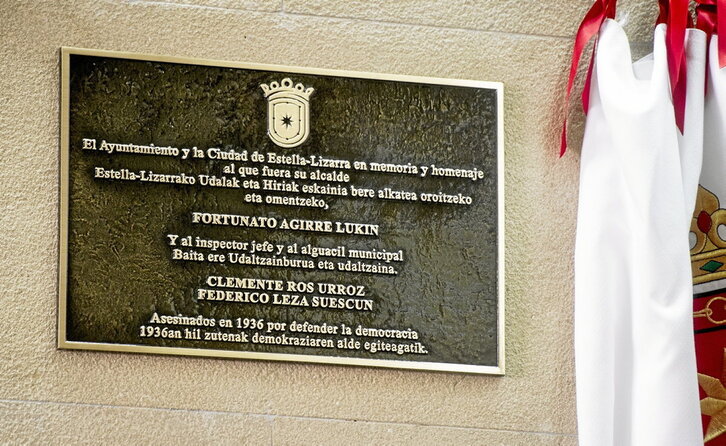 El Ayuntamiento y la Ciudad de Estella-Lizarra en memoria y homenaje
al que fuera su alcalde
Estella-Lizarrako Udalak eta Hiriak eskainia bere alkatea oroitzeko
eta omentzeko,
FORTUNATO AGIRRE LUKIN
Y al inspector jefe y al alguacil municipal
Baita ere Udaltzainburua eta udaltzaina.
CLEMENTE ROS URROZ
FEDERICO LEZA SUESCUN
Asesinados en 1936 por defender la democracia
1936an hil zutenak demokraziaren alde egiteagatik.